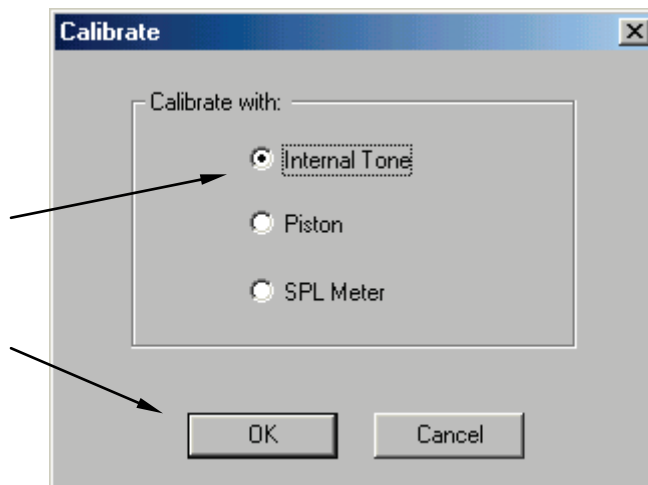 Calibrate
Calibrate with:
Internal Tone
Piston
SPL Meter
OK Cancel